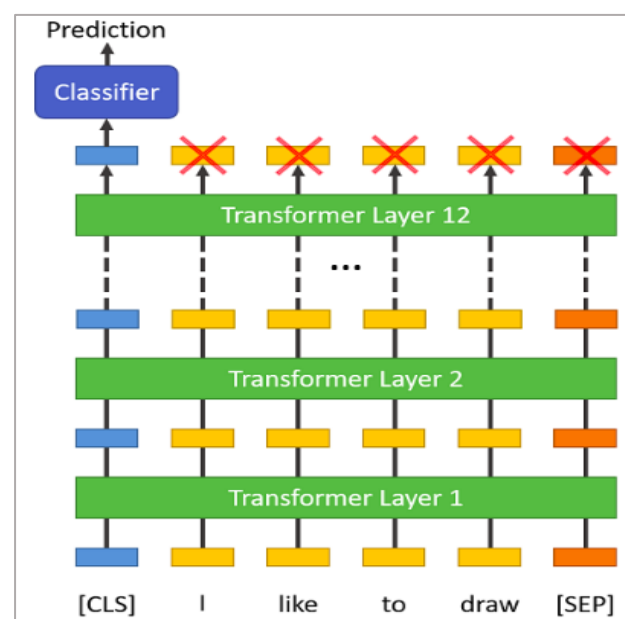 Prediction
Classifier
Transformer Layer 12
...
Transformer Layer 2
Transformer Layer 1
[CLS] I like to draw [SEP]